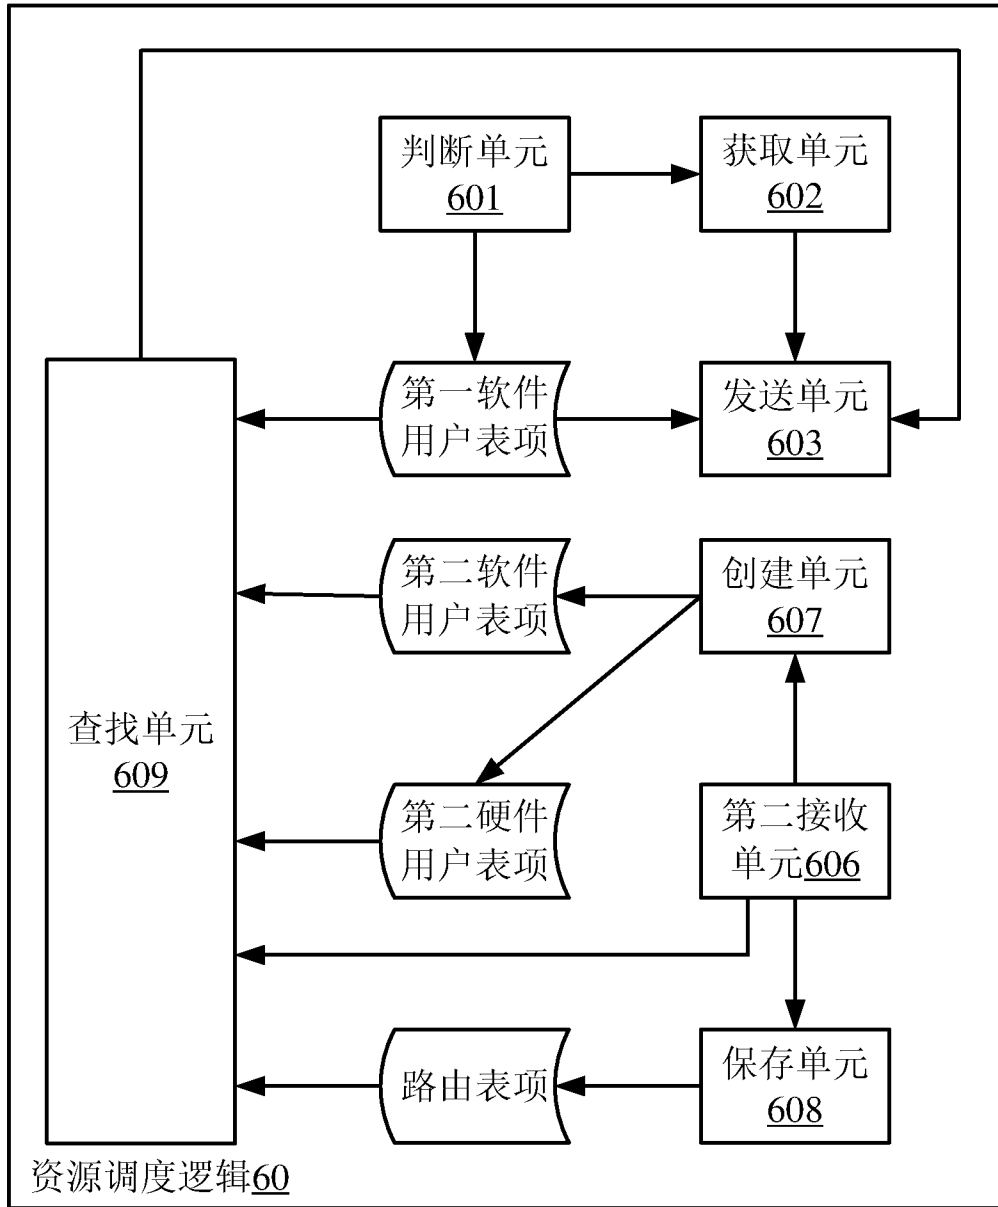 判断单元
601
获取单元
602
第一软件
用户表项
发送单元
603
第二软件
用户表项
创建单元
607
查找单元
609
第二硬件
用户表项
第二接收
单元606
路由表项
保存单元
608
资源调度逻辑60